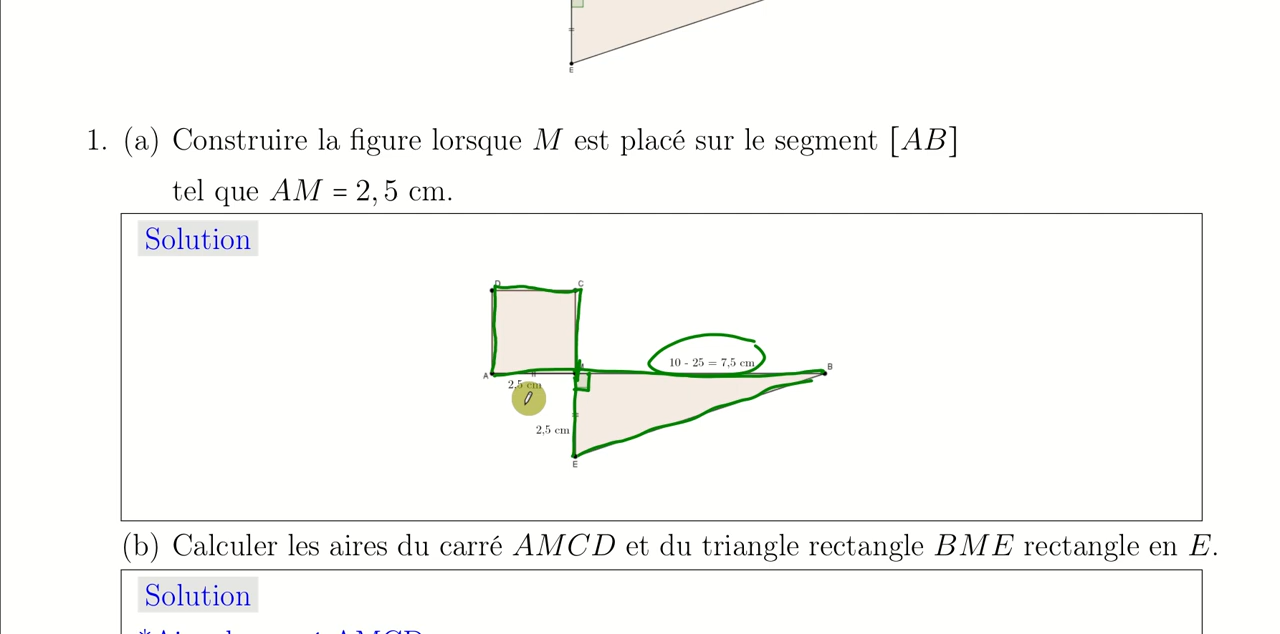 E
1. (a) Construire la figure lorsque M est placé sur le segment [AB]
tel que AM = 2, 5 cm.
Solution
D C
10 - 25 = 7,5 cm
B
A
2,5 cm
2,5 cm
E
(b) Calculer les aires du carré AMCD et du triangle rectangle BME rectangle en E.
Solution